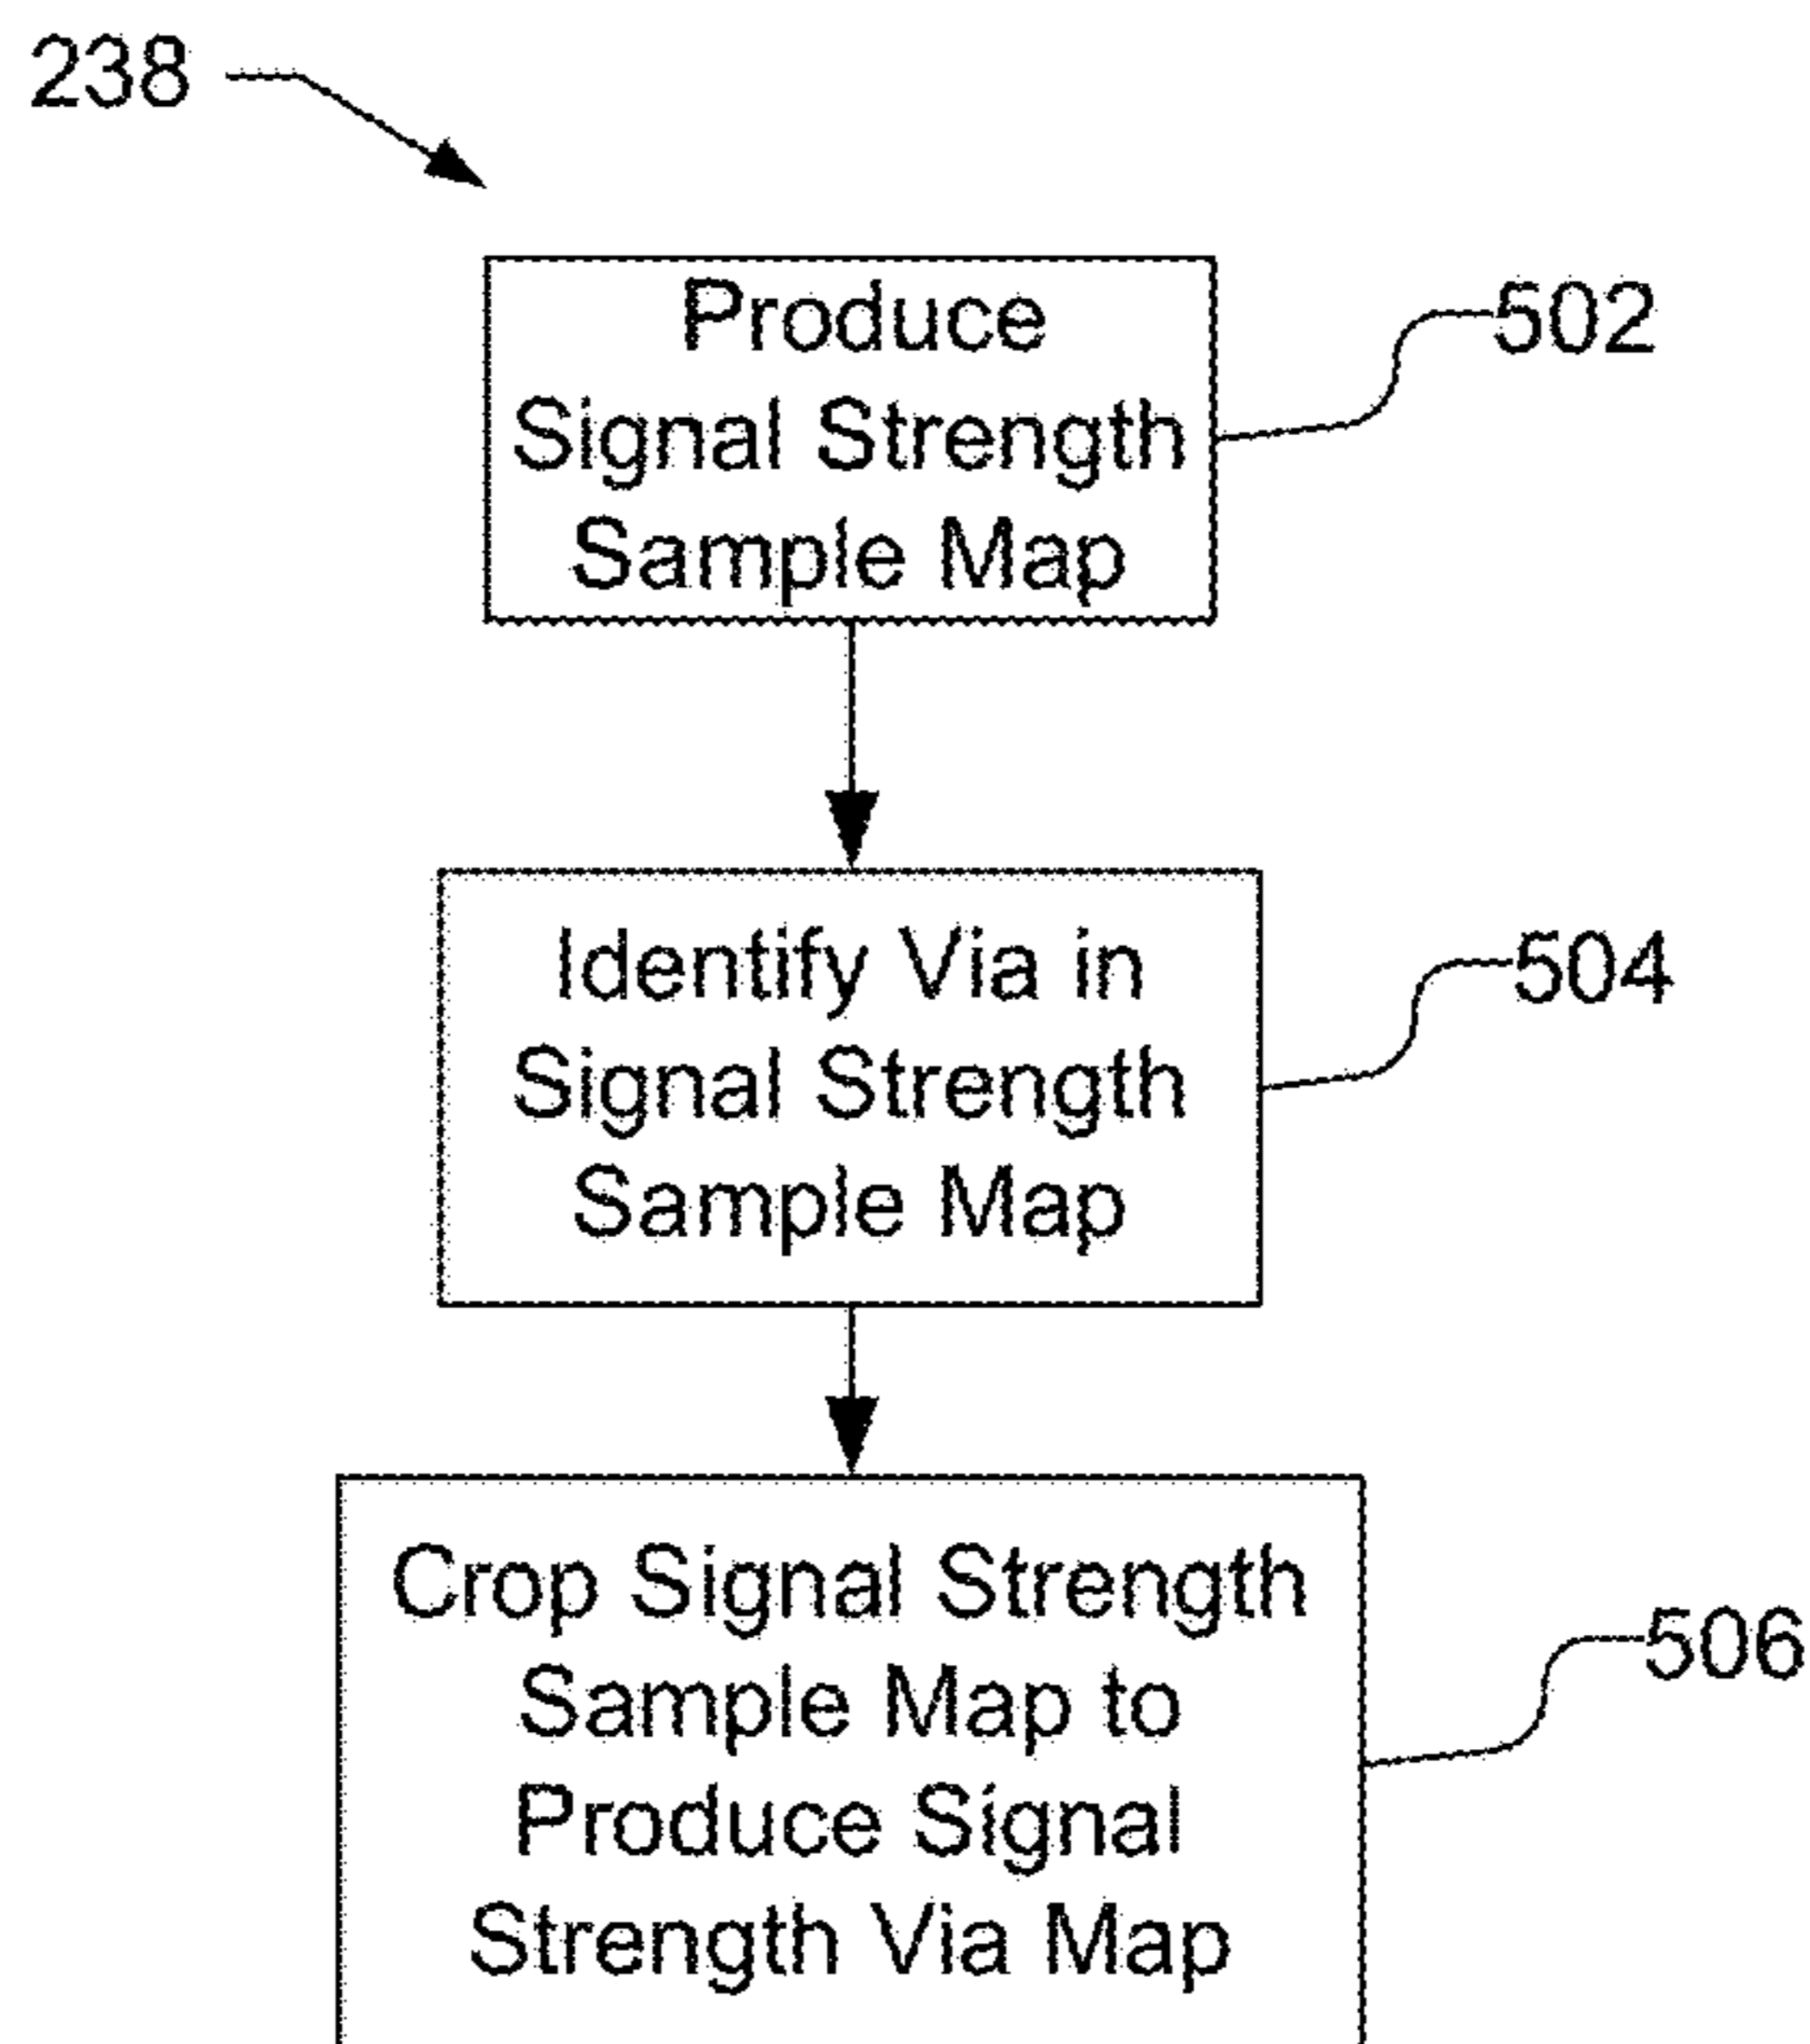 238
Produce
Signal Strength
Sample Map
502
Identify Via in
Signal Strength
Sample Map
504
Crop Signal Strength
Sample Map to
Produce Signal
Strength Via Map
506